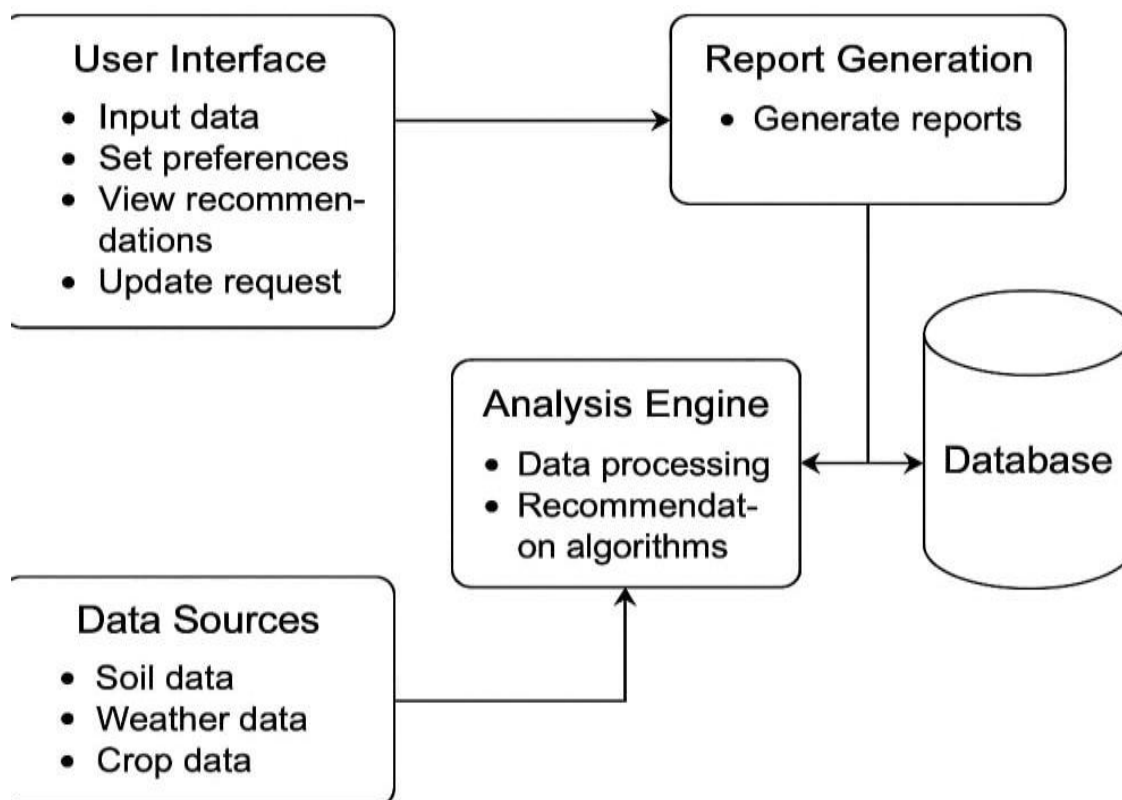 User Interface
• Input data
• Set preferences
• View recommen-
dations
• Update request
Report Generation
• Generate reports
Analysis Engine
• Data processing
• Recommendat-
on algorithms
Database
Data Sources
• Soil data
• Weather data
• Crop data